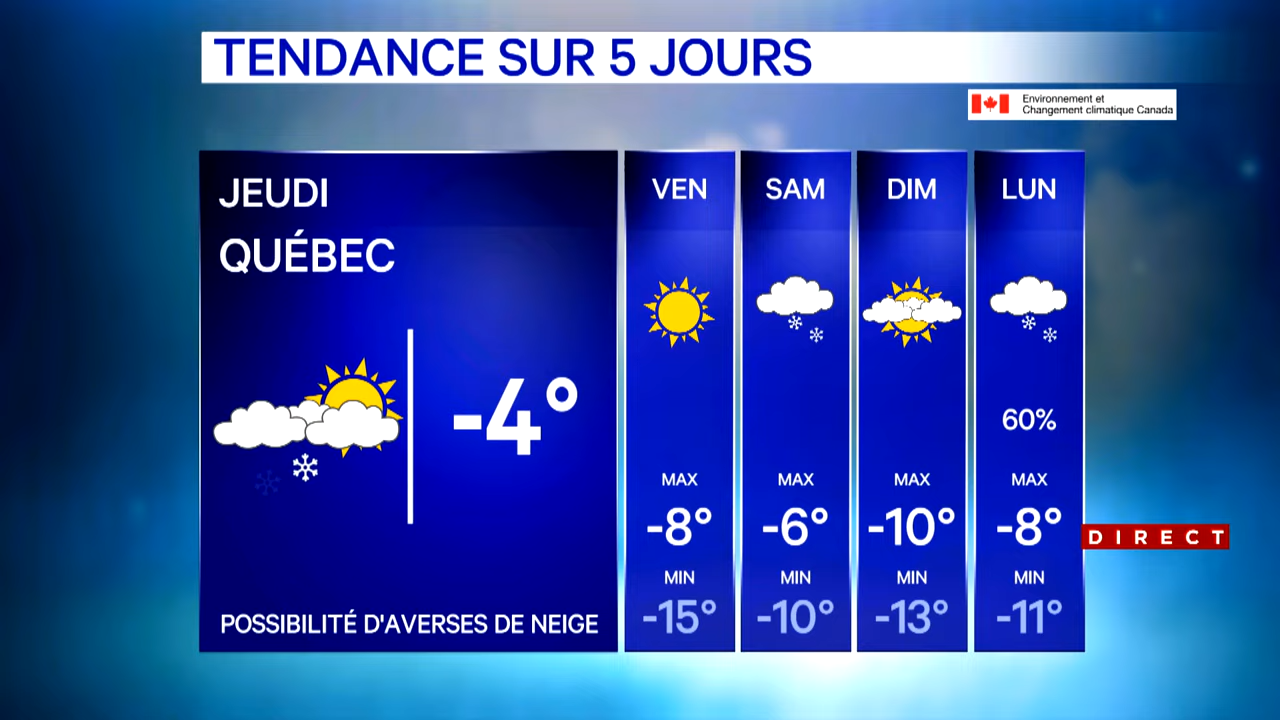 TENDANCE SUR 5 JOURS
Environnement et
Changement climatique Canada
JEUDI
QUÉBEC
-4°
POSSIBILITÉ D'AVERSES DE NEIGE
VEN
MAX
-8°
MIN
-15°
SAM
MAX
-6°
MIN
-10°
DIM
MAX
-10°
MIN
-13°
LUN
60%
MAX
-8°
MIN
-11°
DIRECT